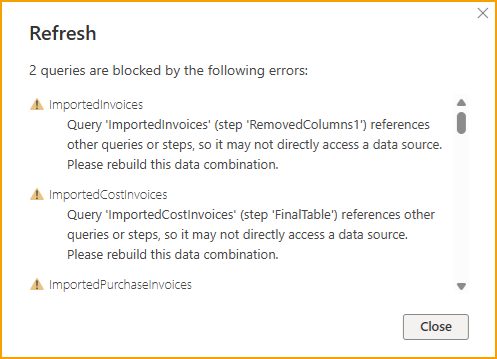 Refresh
2 queries are blocked by the following errors:
ImportedInvoices
Query 'ImportedInvoices' (step 'RemovedColumns1') references
other queries or steps, so it may not directly access a data source.
Please rebuild this data combination.
ImportedCostInvoices
Query 'ImportedCostInvoices' (step 'FinalTable') references other
queries or steps, so it may not directly access a data source.
Please rebuild this data combination.
ImportedPurchaseInvoices
Close